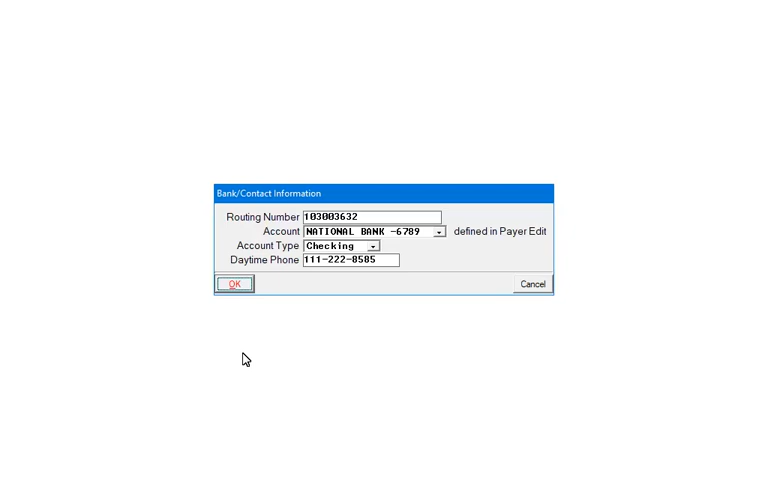 Bank/Contact Information
Routing Number 103003632
Account NATIONAL BANK -6789 defined in Payer Edit
Account Type Checking
Daytime Phone 111-222-8585
OK Cancel